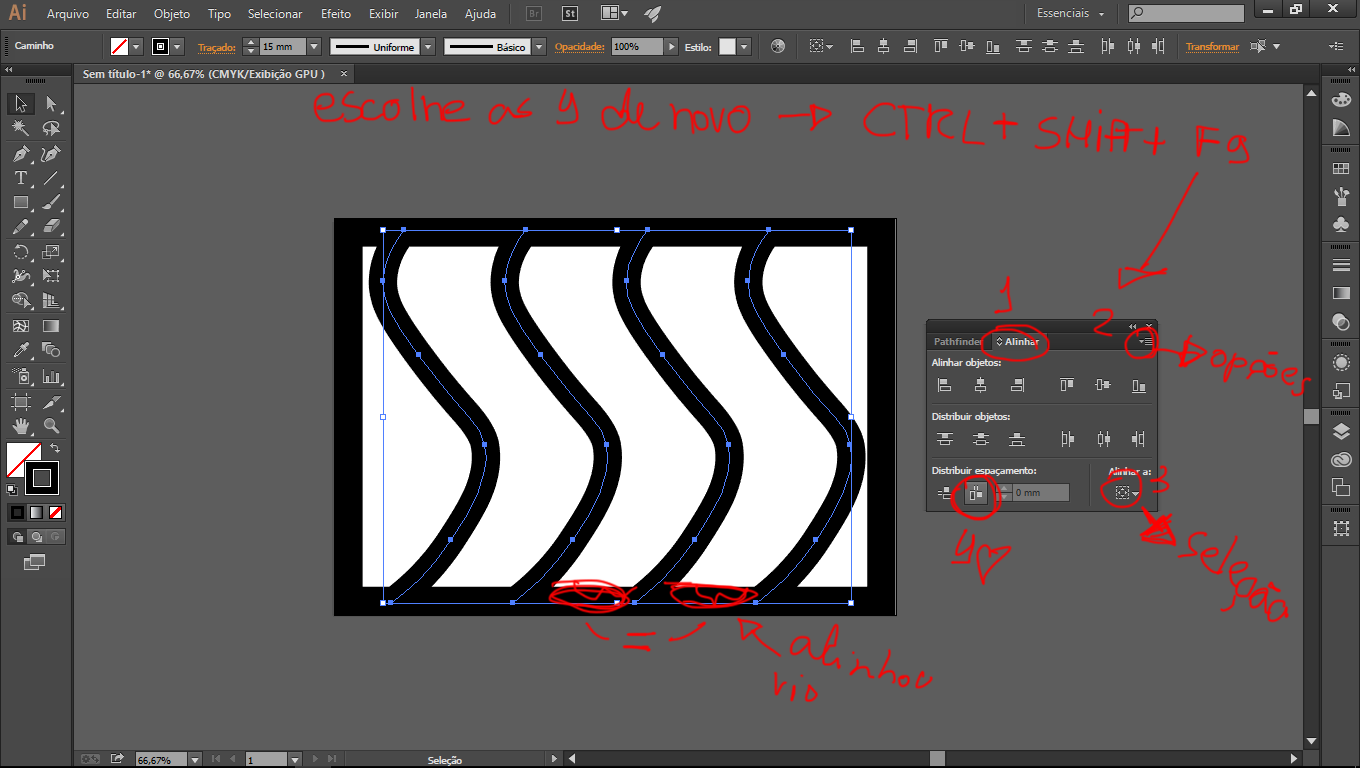 Ai Arquivo Editar Objeto Tipo Selecionar Efeito Exibir Janela Ajuda Br St Essenciais
Caminho Traçado: 15 mm Uniforme Básico Opacidade: 100% Estilo: Transformar
Sem título-1* @ 66,67% (CMYK/Exibição GPU )
escolhe as 4 de novo → CTRL + SHift + F9
1
2
Pathfinder Alinhar
opções
Alinhar objetos:
Distribuir objetos:
Distribuir espaçamento: Alinhar a:
0 mm
3
4♡
seleção
=
alinhou
vio
66,67% 1 Seleção